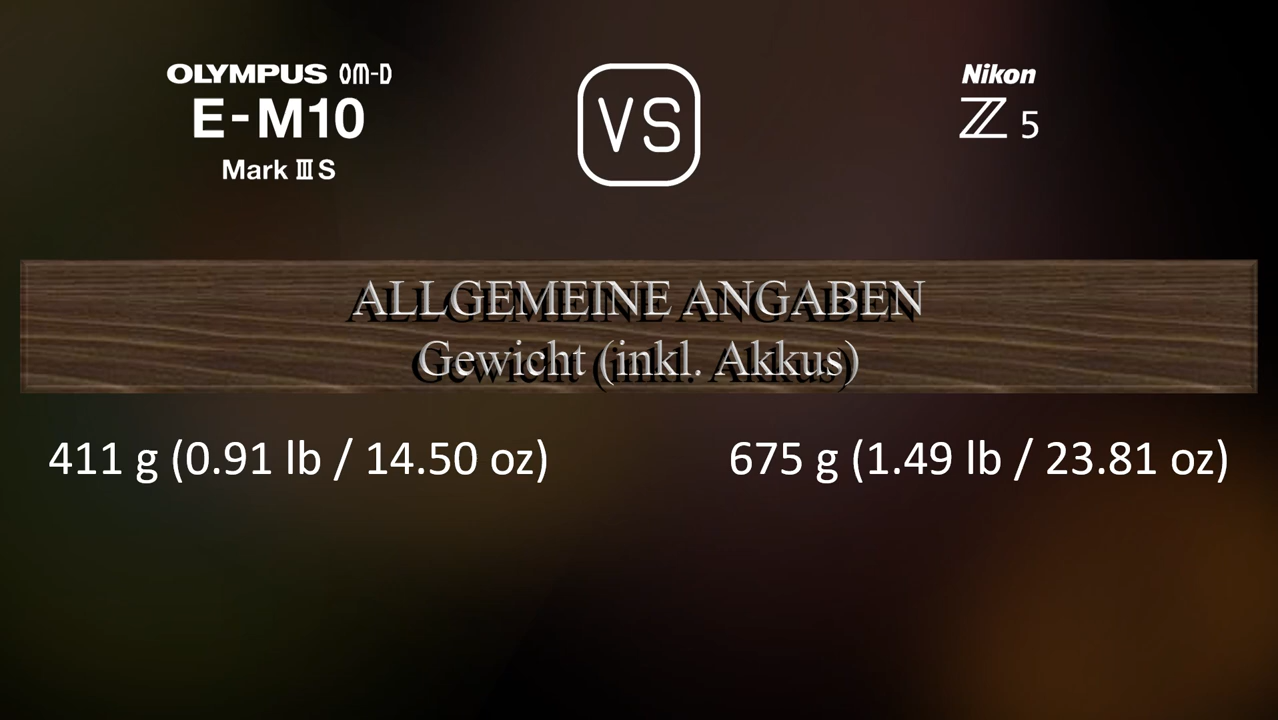 OLYMPUS OM-D
E-M10
Mark III S
VS
Nikon
Z 5
ALLGEMEINE ANGABEN
Gewicht (inkl. Akkus)
411 g (0.91 lb / 14.50 oz)
675 g (1.49 lb / 23.81 oz)